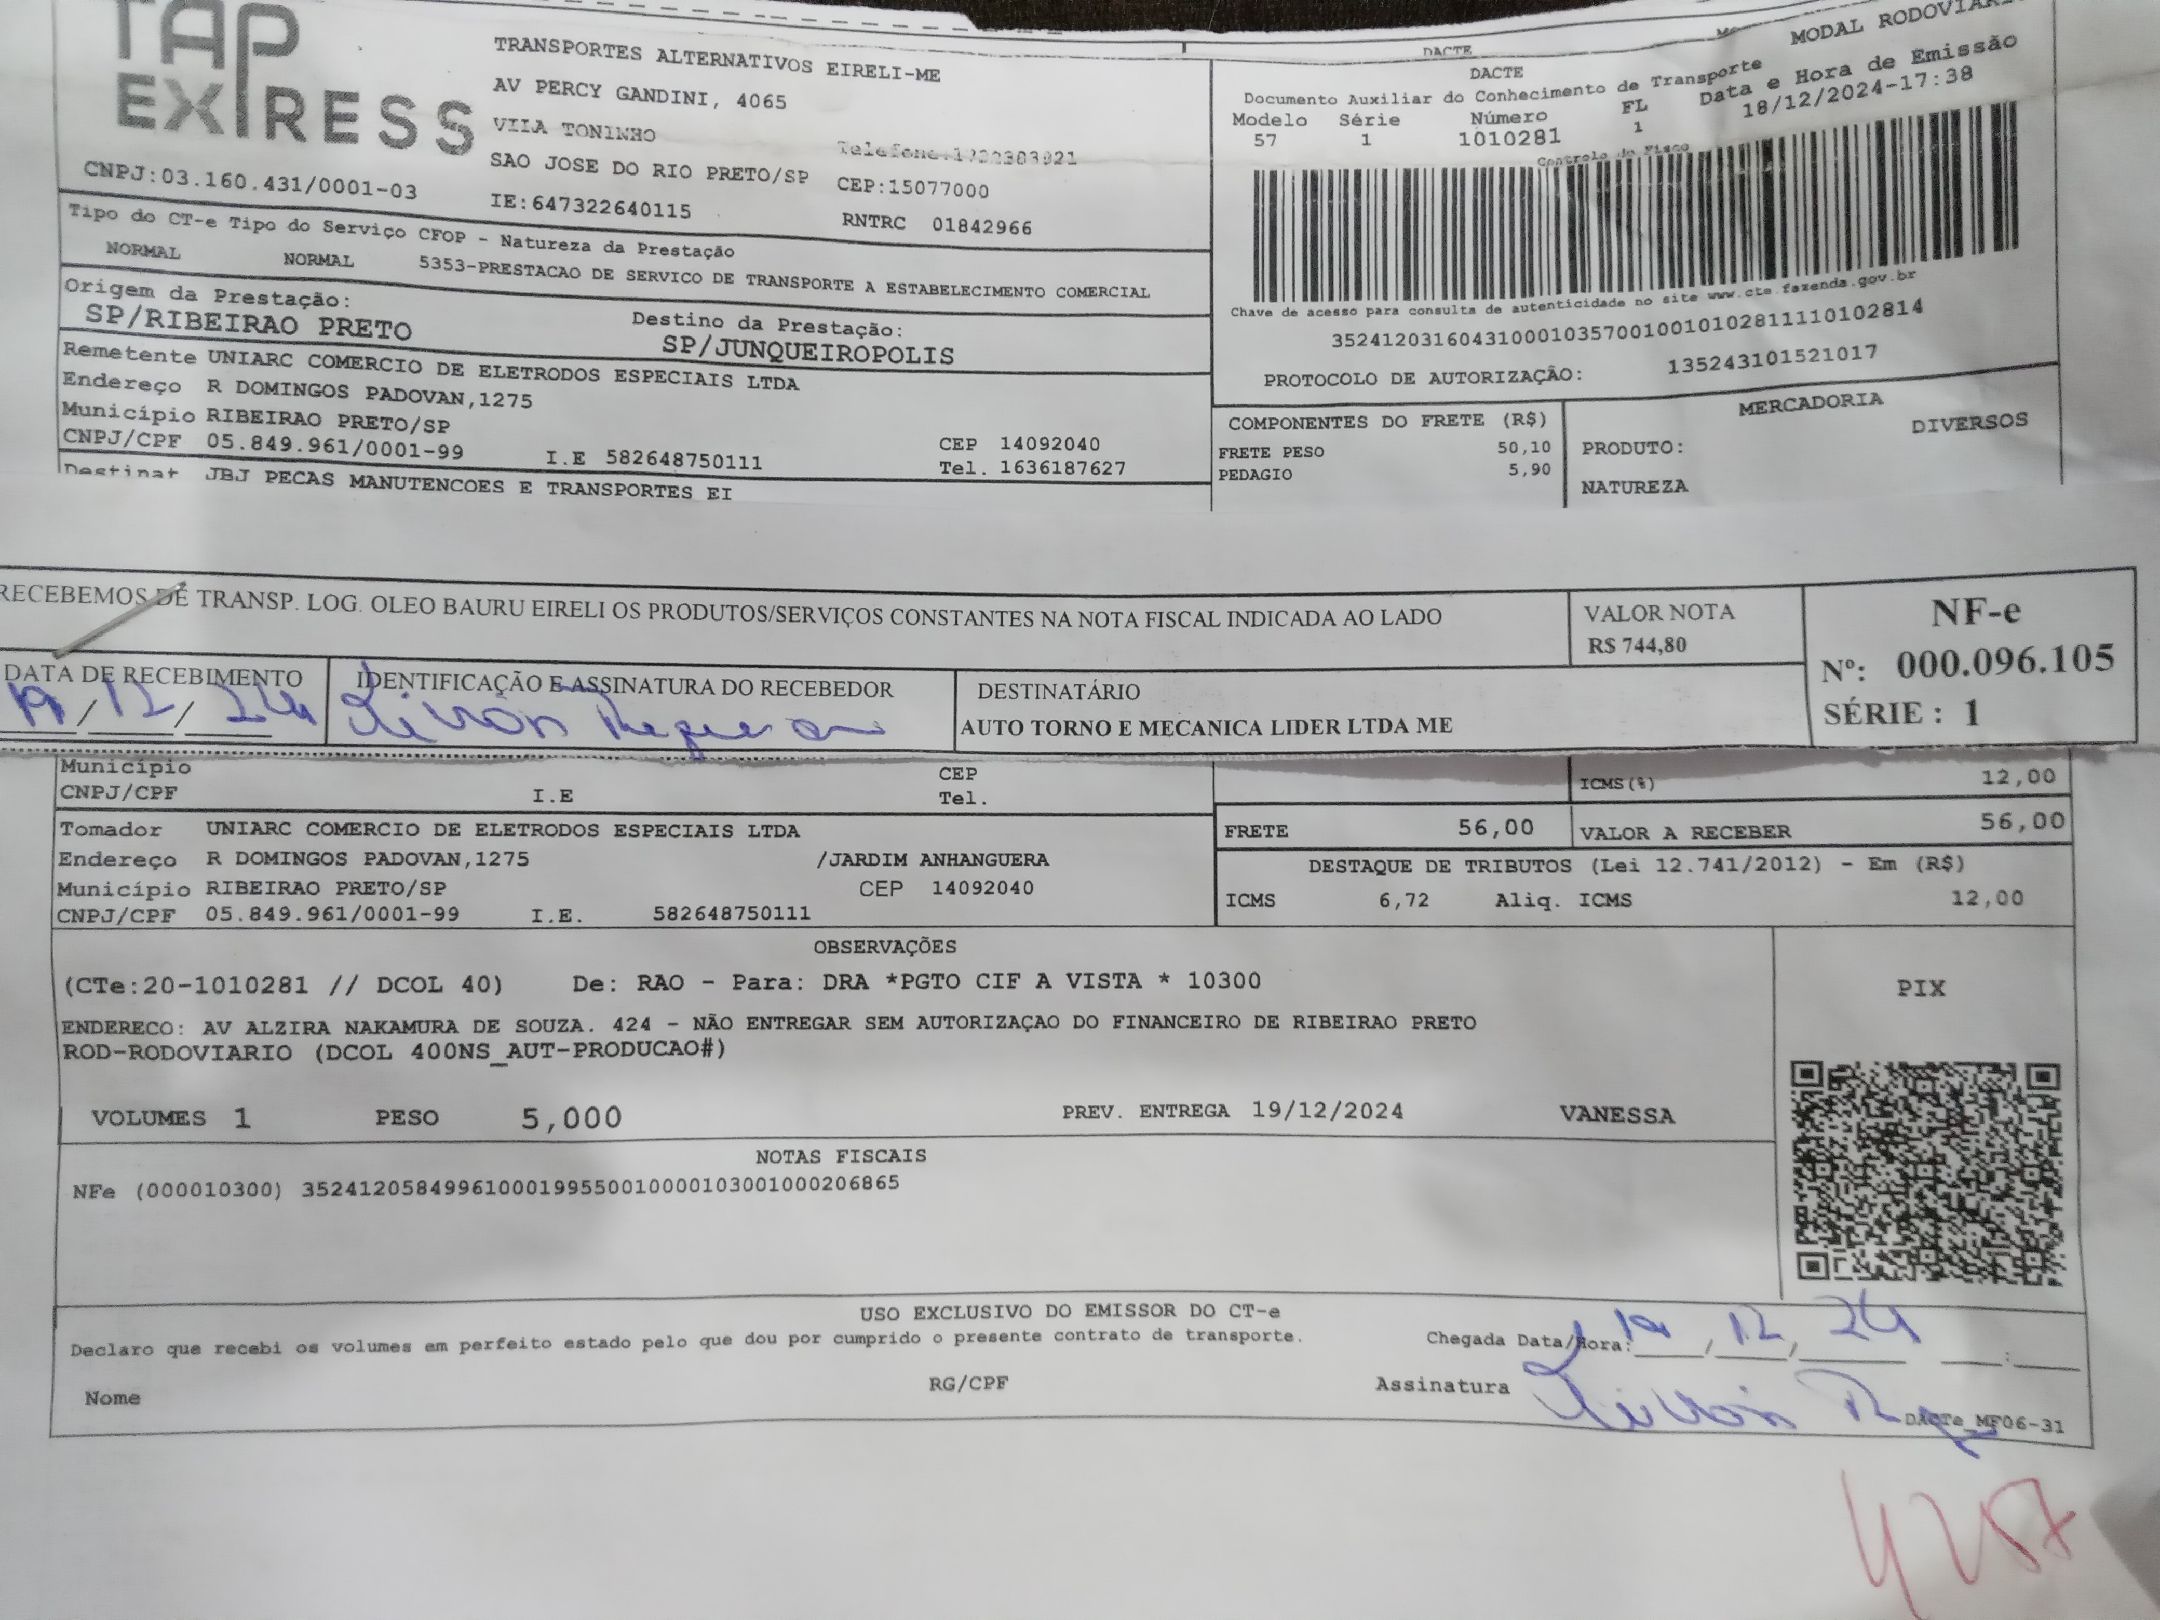 TAP EXPRESS
TRANSPORTES ALTERNATIVOS EIRELI-ME
AV PERCY GANDINI, 4065
VILA TONINHO
SAO JOSE DO RIO PRETO/SP CEP:15077000
CNPJ:03.160.431/0001-03 IE:647322640115 RNTRC 01842966
DACTE
MODAL
DACTE
Documento Auxiliar do Conhecimento de Transporte
Modelo Série Número FL Data e Hora de Emissão
57 1 1010281 1 18/12/2024-17:38
Controle do Fisco
Tipo do CT-e Tipo do Serviço CFOP - Natureza da Prestação
NORMAL NORMAL 5353-PRESTACAO DE SERVICO DE TRANSPORTE A ESTABELECIMENTO COMERCIAL
Chave de acesso para consulta de autenticidade no site www.cte.fazenda.gov.br
35241203160431000103570010010102811110102814
PROTOCOLO DE AUTORIZAÇÃO: 135243101521017
Origem da Prestação: Destino da Prestação:
SP/RIBEIRAO PRETO SP/JUNQUEIROPOLIS
Remetente UNIARC COMERCIO DE ELETRODOS ESPECIAIS LTDA
Endereço R DOMINGOS PADOVAN,1275
Município RIBEIRAO PRETO/SP CEP 14092040
CNPJ/CPF 05.849.961/0001-99 I.E 582648750111 Tel. 1636187627
Destinat JBJ PECAS MANUTENCOES E TRANSPORTES EI
COMPONENTES DO FRETE (R$)
FRETE PESO 50,10
PEDAGIO 5,90
MERCADORIA
PRODUTO: DIVERSOS
NATUREZA
RECEBEMOS DE TRANSP. LOG. OLEO BAURU EIRELI OS PRODUTOS/SERVIÇOS CONSTANTES NA NOTA FISCAL INDICADA AO LADO
VALOR NOTA
R$ 744,80
NF-e
Nº: 000.096.105
SÉRIE : 1
DATA DE RECEBIMENTO IDENTIFICAÇÃO E ASSINATURA DO RECEBEDOR DESTINATÁRIO
19/12/24 AUTO TORNO E MECANICA LIDER LTDA ME
Município CEP
CNPJ/CPF I.E Tel.
ICMS(%) 12,00
Tomador UNIARC COMERCIO DE ELETRODOS ESPECIAIS LTDA
Endereço R DOMINGOS PADOVAN,1275 /JARDIM ANHANGUERA
Município RIBEIRAO PRETO/SP CEP 14092040
CNPJ/CPF 05.849.961/0001-99 I.E. 582648750111
FRETE 56,00 VALOR A RECEBER 56,00
DESTAQUE DE TRIBUTOS (Lei 12.741/2012) - Em (R$)
ICMS 6,72 Aliq. ICMS 12,00
OBSERVAÇÕES
(CTe:20-1010281 // DCOL 40) De: RAO - Para: DRA *PGTO CIF A VISTA * 10300
ENDERECO: AV ALZIRA NAKAMURA DE SOUZA. 424 - NÃO ENTREGAR SEM AUTORIZAÇAO DO FINANCEIRO DE RIBEIRAO PRETO
ROD-RODOVIARIO (DCOL 400NS_AUT-PRODUCAO#)
PIX
VOLUMES 1 PESO 5,000 PREV. ENTREGA 19/12/2024 VANESSA
NOTAS FISCAIS
NFe (000010300) 35241205849961000199550010000103001000206865
USO EXCLUSIVO DO EMISSOR DO CT-e
Declaro que recebi os volumes em perfeito estado pelo que dou por cumprido o presente contrato de transporte. Chegada Data/Hora: 19/12/24 :
Nome RG/CPF Assinatura
DACTe_MF06-31